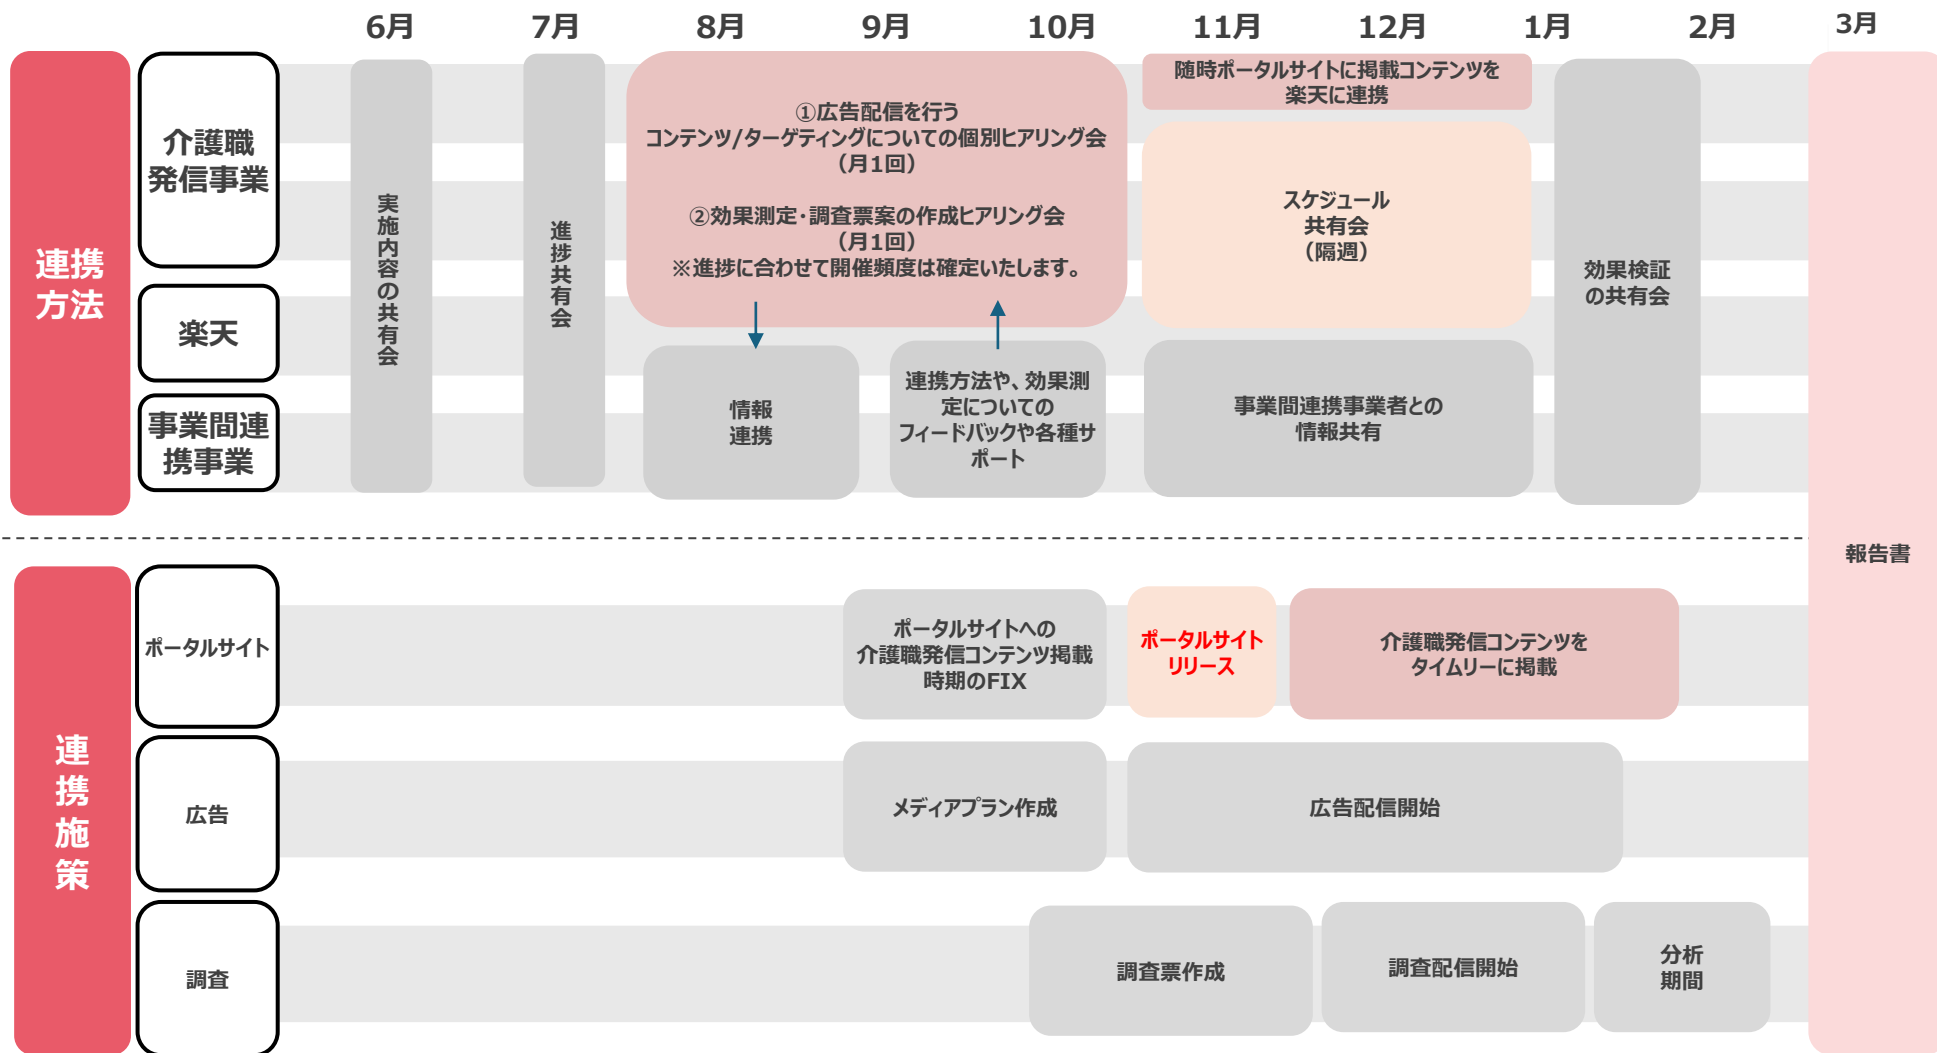 6月
7月
8月
9月
10月
11月
12月
1月
2月
3月
連携
方法
介護職
発信事業
楽天
事業間連
携事業
実施内容の共有会
進捗共有会
①広告配信を行う
コンテンツ/ターゲティングについての個別ヒアリング会
（月1回）
②効果測定・調査票案の作成ヒアリング会
（月1回）
※進捗に合わせて開催頻度は確定いたします。
情報
連携
連携方法や、効果測
定についての
フィードバックや各種サ
ポート
随時ポータルサイトに掲載コンテンツを
楽天に連携
スケジュール
共有会
（隔週）
事業間連携事業者との
情報共有
効果検証
の共有会
報告書
連携施策
ポータルサイト
ポータルサイトへの
介護職発信コンテンツ掲載
時期のFIX
ポータルサイト
リリース
介護職発信コンテンツを
タイムリーに掲載
広告
メディアプラン作成
広告配信開始
調査
調査票作成
調査配信開始
分析
期間